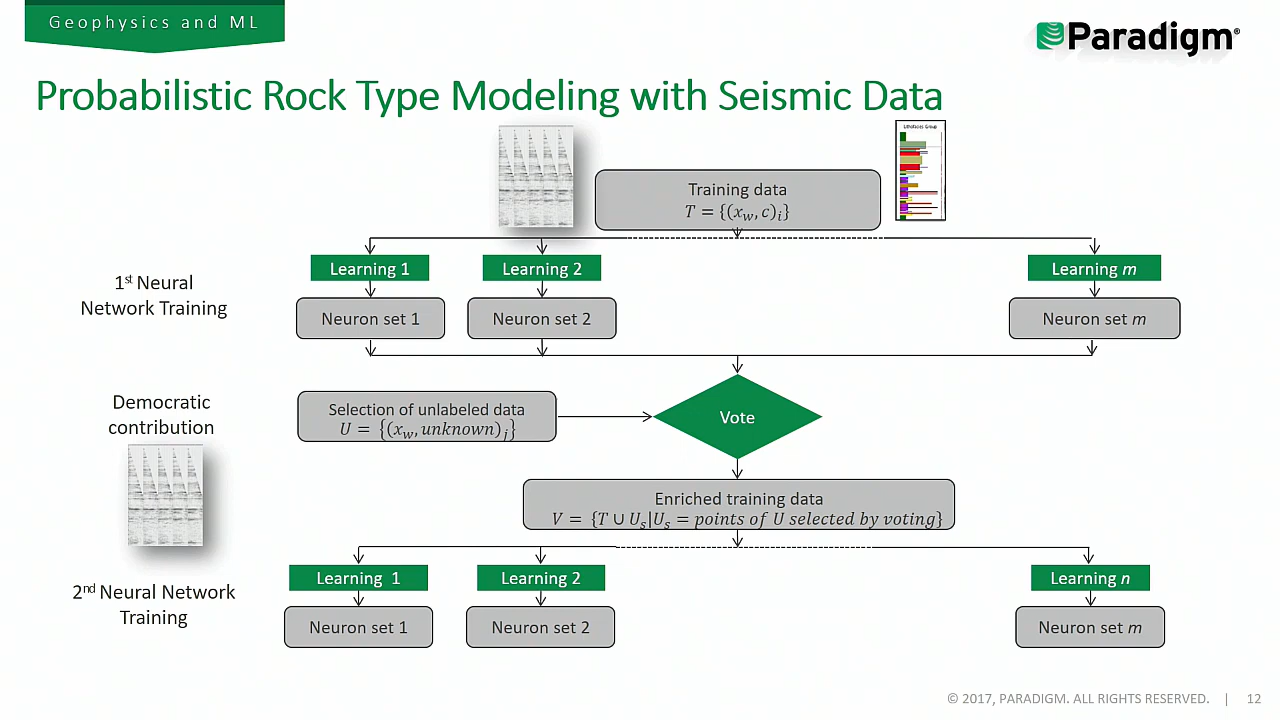 Geophysics and ML
Paradigm®
Probabilistic Rock Type Modeling with Seismic Data
Lithofacies Group
Training data
T = {(x_w, c)_i}
Learning 1
Learning 2
Learning m
1st Neural
Network Training
Neuron set 1
Neuron set 2
Neuron set m
Democratic
contribution
Selection of unlabeled data
U = {(x_w, unknown)_j}
Vote
Enriched training data
V = {T ∪ U_s|U_s = points of U selected by voting}
Learning 1
Learning 2
Learning n
2nd Neural Network
Training
Neuron set 1
Neuron set 2
Neuron set m
© 2017, PARADIGM. ALL RIGHTS RESERVED. | 12